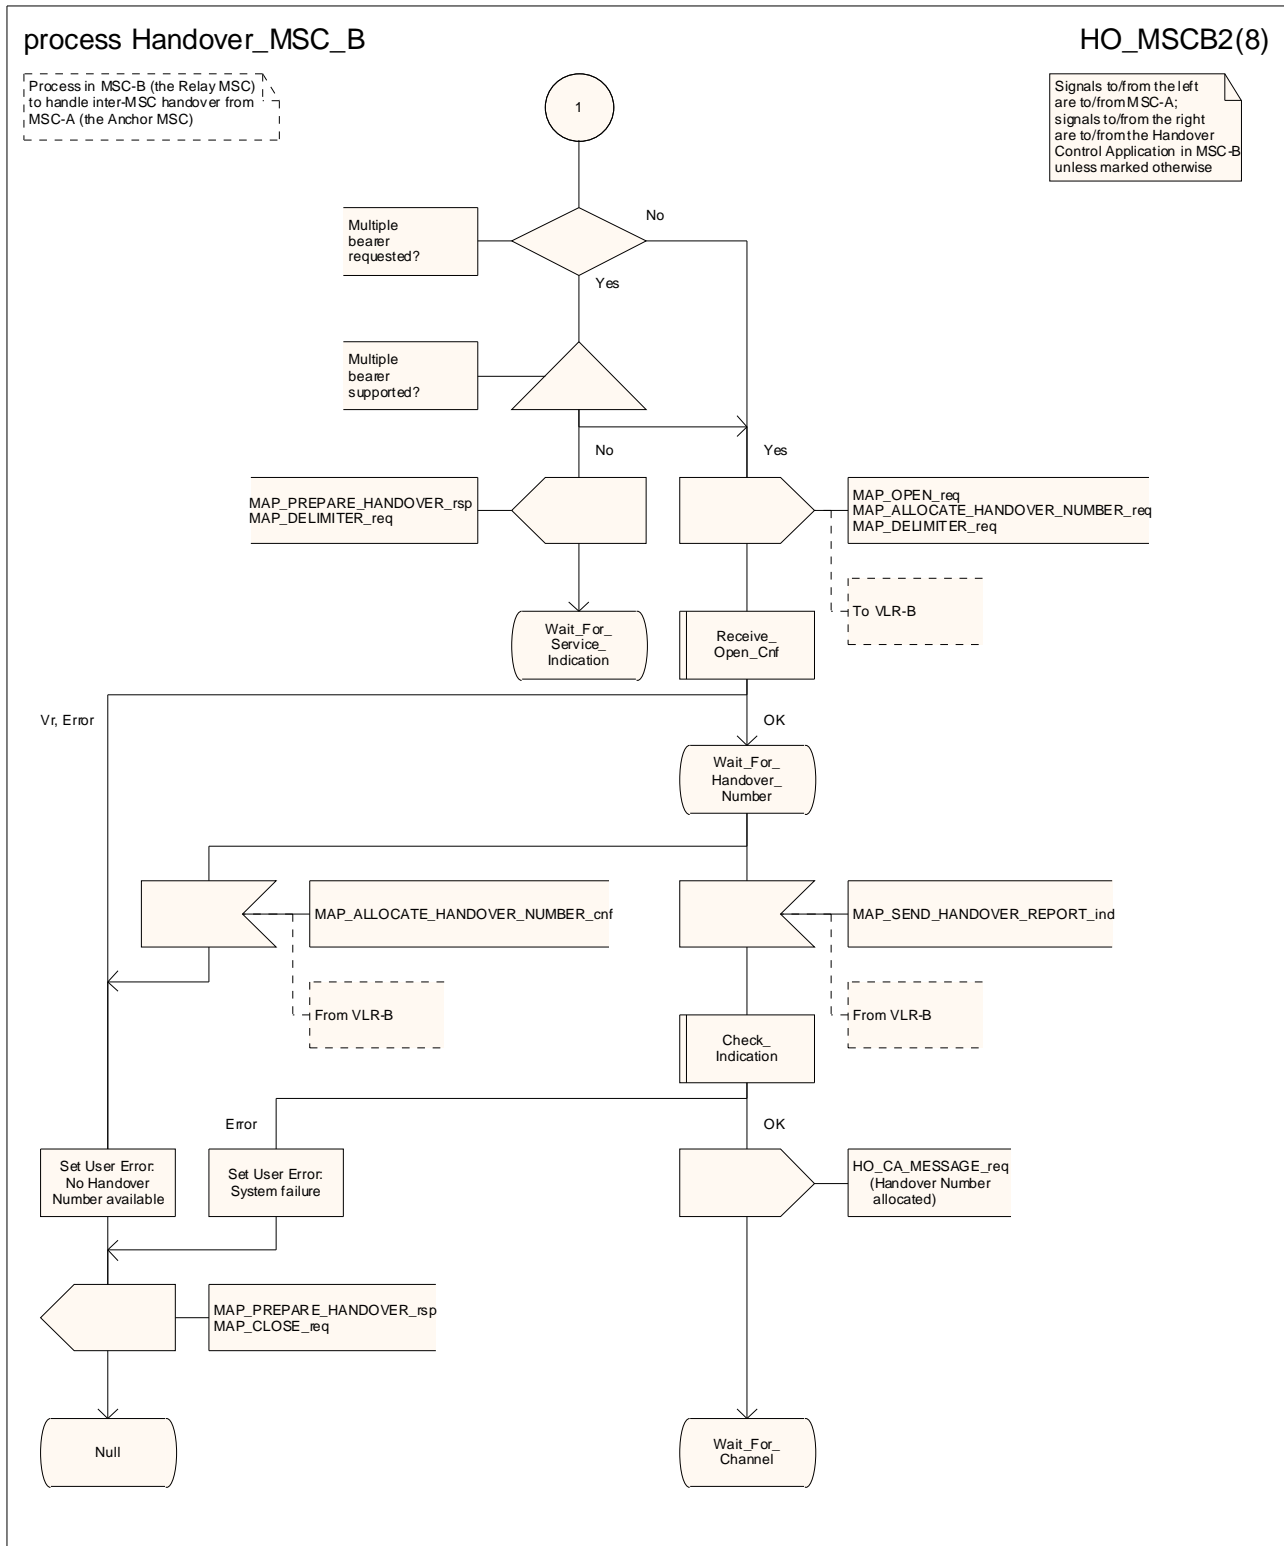 process Handover_MSC_B
HO_MSCB2(8)
Process in MSC-B (the Relay MSC)
to handle inter-MSC handover from
MSC-A (the Anchor MSC)
1
Signals to/from the left
are to/from MSC-A;
signals to/from the right
are to/from the Handover
Control Application in MSC-B
unless marked otherwise
Multiple
bearer
requested?
No
Yes
Multiple
bearer
supported?
No
Yes
MAP_PREPARE_HANDOVER_rsp
MAP_DELIMITER_req
MAP_OPEN_req
MAP_ALLOCATE_HANDOVER_NUMBER_req
MAP_DELIMITER_req
To VLR-B
Wait_For_
Service_
Indication
Receive_
Open_Cnf
Vr, Error
OK
Wait_For_
Handover_
Number
MAP_ALLOCATE_HANDOVER_NUMBER_cnf
MAP_SEND_HANDOVER_REPORT_ind
From VLR-B
From VLR-B
Check_
Indication
Error
OK
Set User Error:
No Handover
Number available
Set User Error:
System failure
HO_CA_MESSAGE_req
(Handover Number
allocated)
MAP_PREPARE_HANDOVER_rsp
MAP_CLOSE_req
Null
Wait_For_
Channel